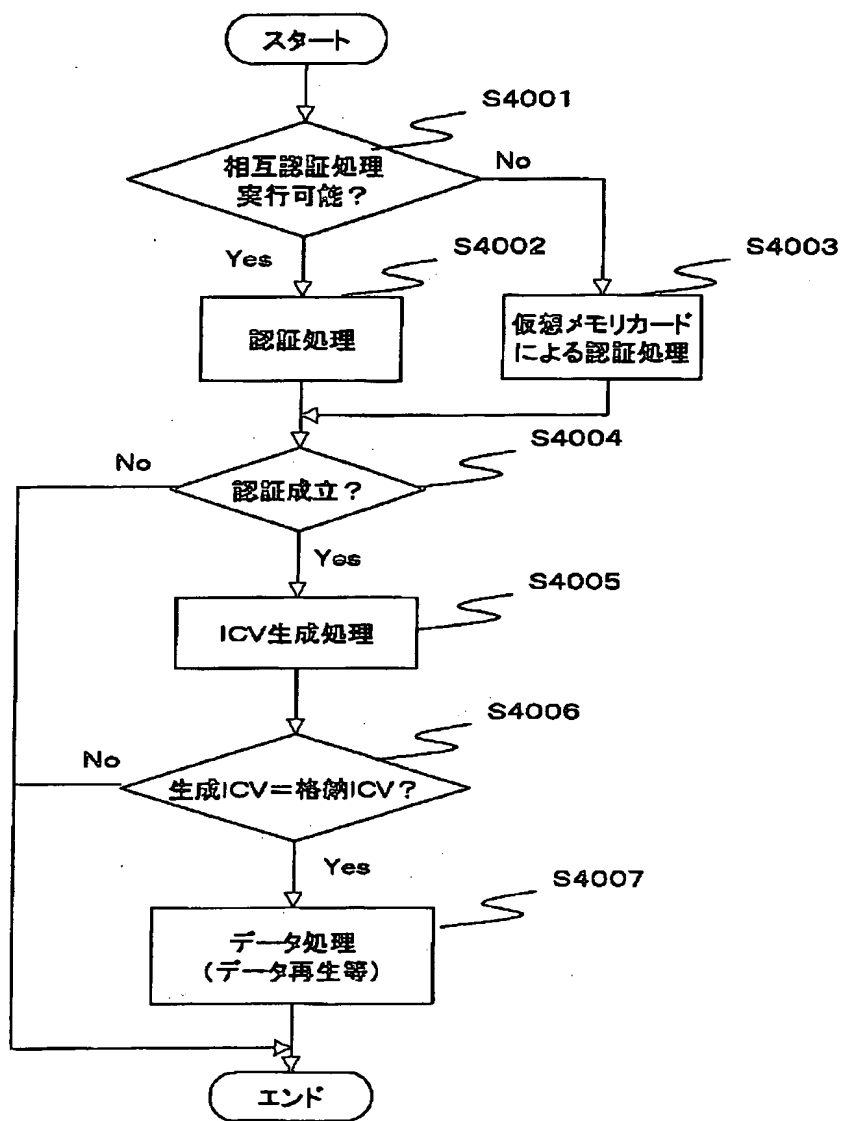 スタート
S4001
相互認証処理
実行可能?
No
Yes
S4002
S4003
認証処理
仮想メモリカード
による認証処理
S4004
No
認証成立?
Yes
S4005
ICV生成処理
S4006
No
生成ICV=格納ICV?
Yes
S4007
データ処理
(データ再生等)
エンド